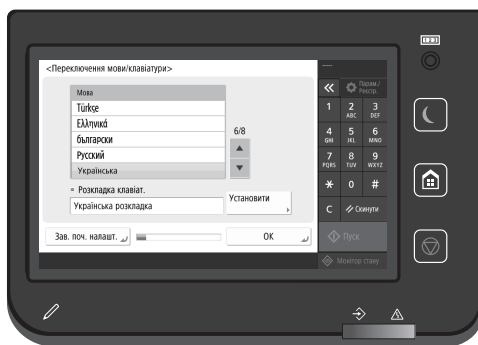 <Переключення мови/клавіатури>
Мова
Türkçe
Ελληνικά
български
Русский
Українська
6/8
▫ Розкладка клавіат.
Українська розкладка
Установити
Зав. поч. налашт.
OK
Парам./
Реєстр.
1 2 3
ABC DEF
4 5 6
GHI JKL MNO
7 8 9
PQRS TUV WXYZ
* 0 #
C Скинути
Пуск
Монітор стану